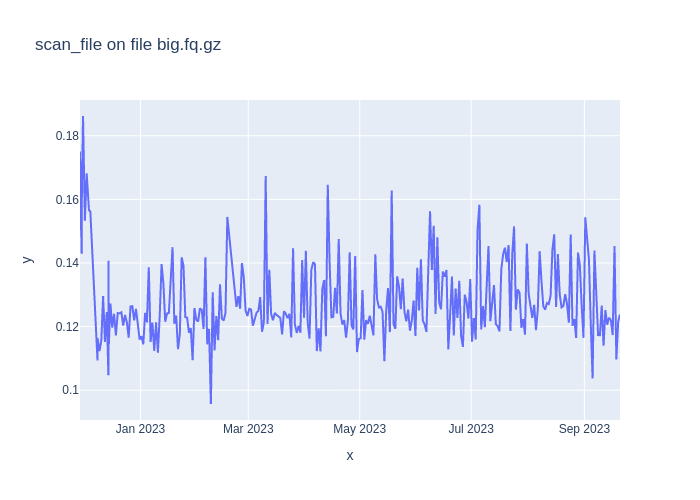 scan_file on file big.fq.gz
0.18
0.16
0.14
0.12
0.1
y
Jan 2023 Mar 2023 May 2023 Jul 2023 Sep 2023
x